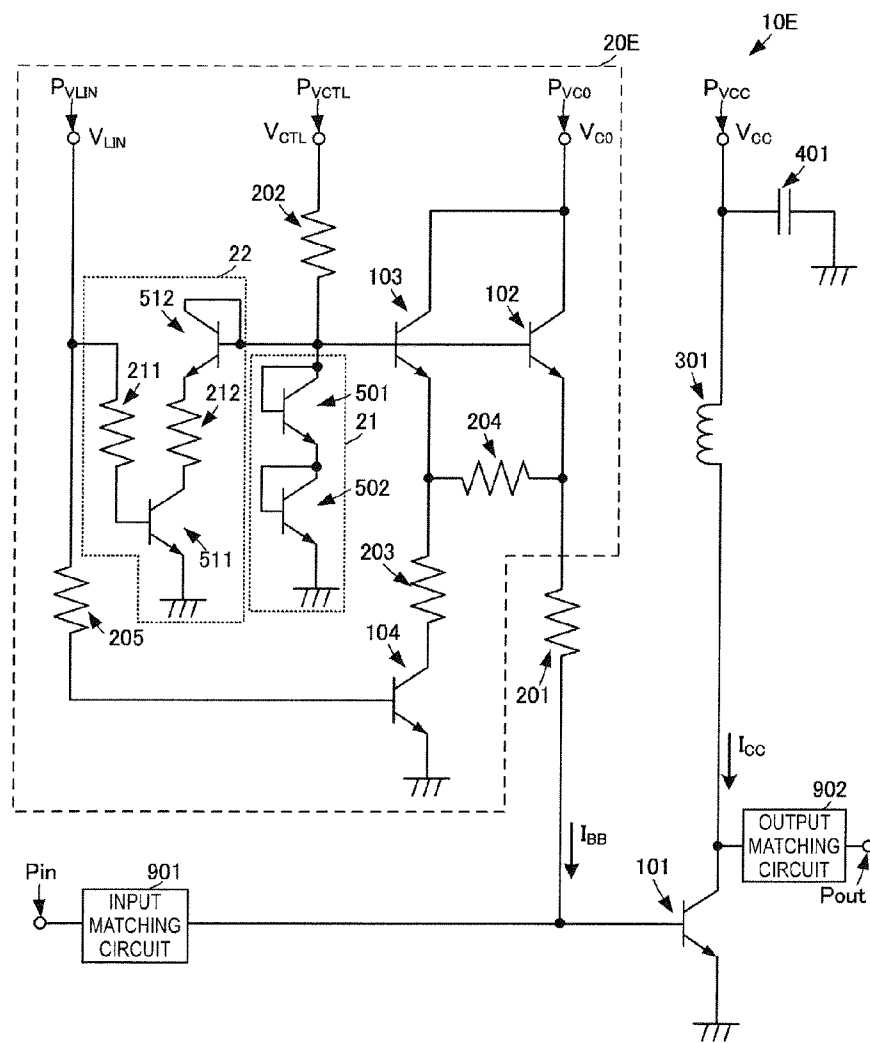 10E
20E
PVLIN
PVCTL
PVC0
PVCC
VLIN
VCTL
VC0
VCC
401
202
22
103
102
512
211
212
501
21
204
301
502
511
203
205
104
201
ICC
902
OUTPUT
MATCHING
CIRCUIT
Pout
IBB
Pin
901
INPUT
MATCHING
CIRCUIT
101